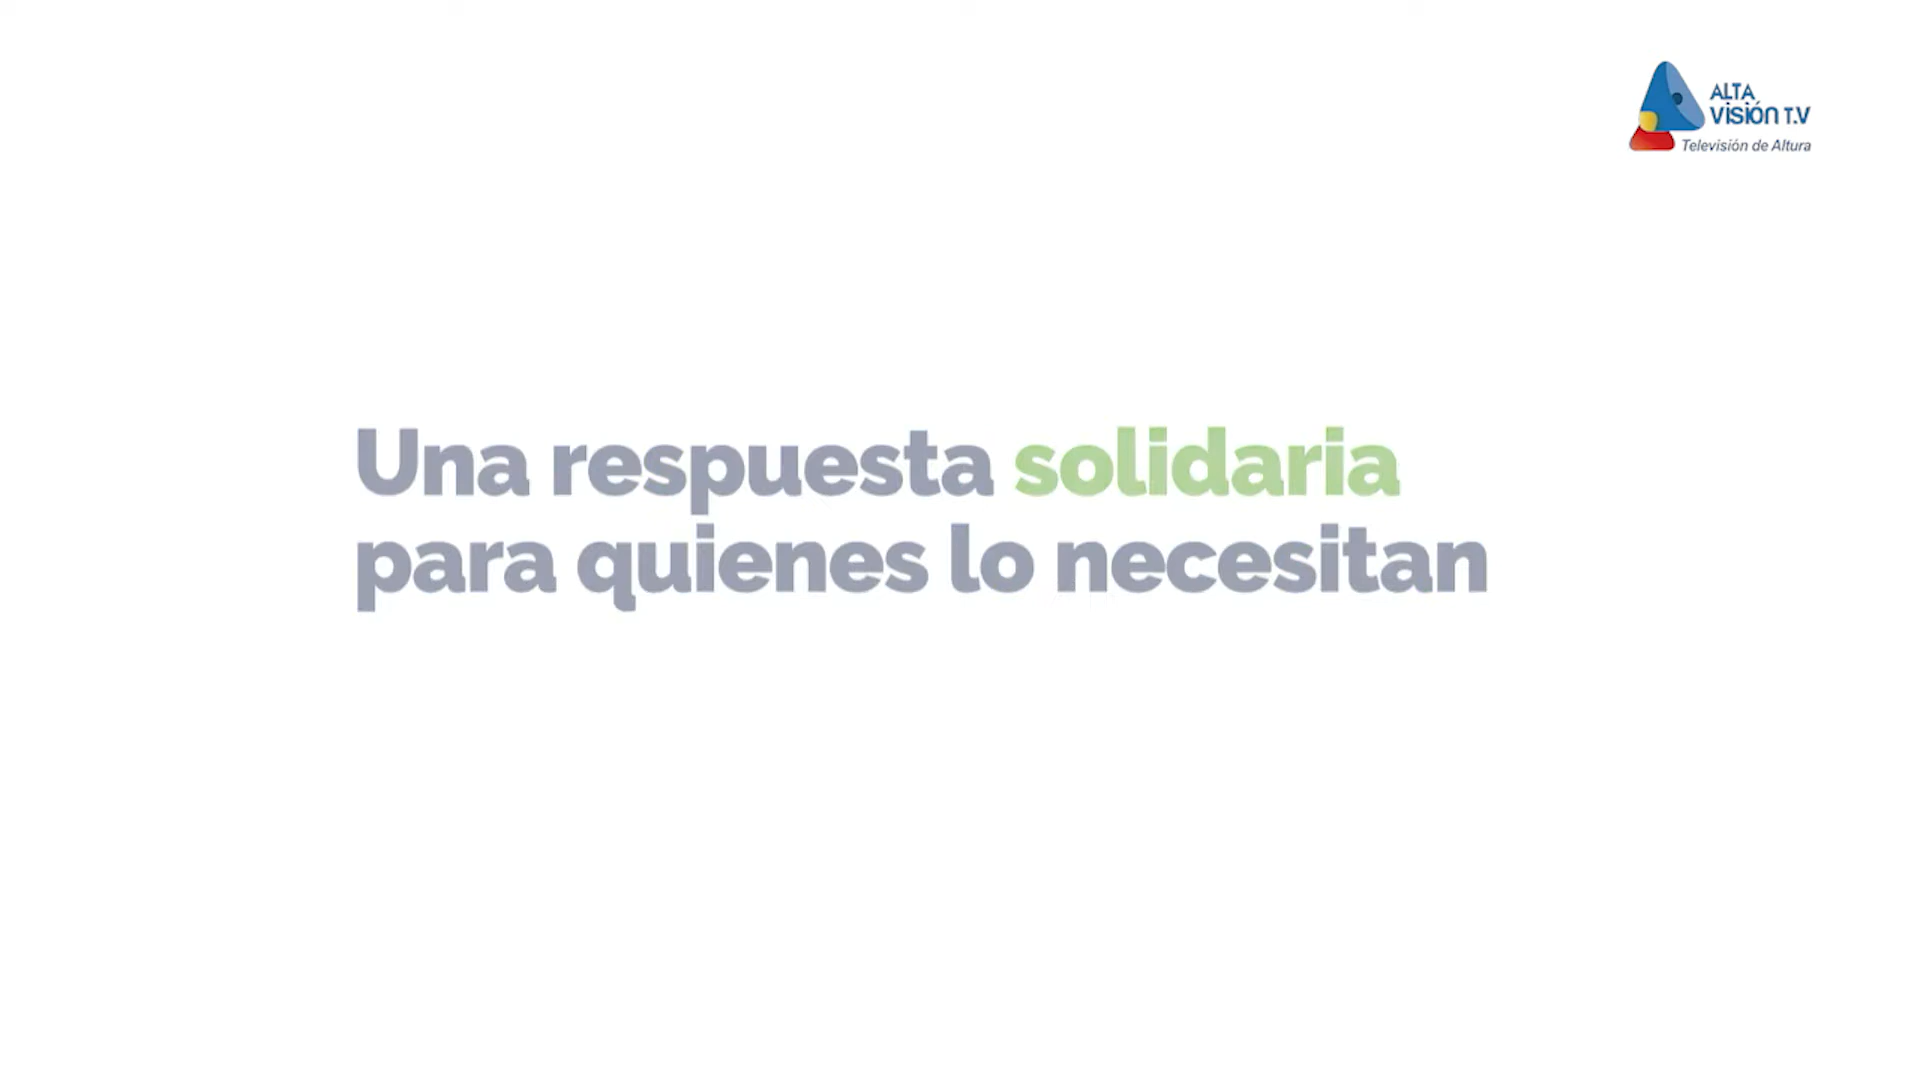 ALTA
VISIÓN T.V
Televisión de Altura
Una respuesta solidaria
para quienes lo necesitan